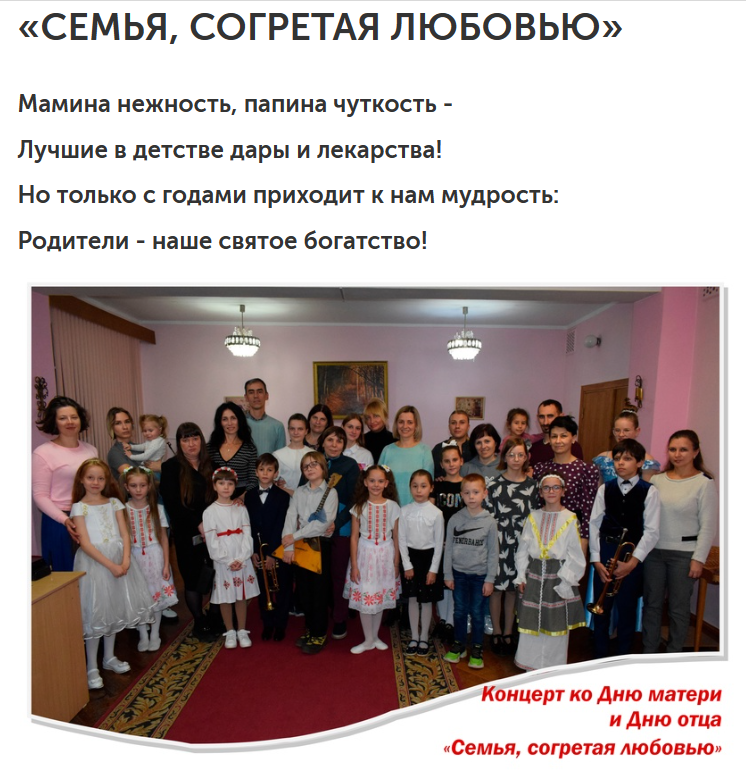 «СЕМЬЯ, СОГРЕТАЯ ЛЮБОВЬЮ»
Мамина нежность, папина чуткость -
Лучшие в детстве дары и лекарства!
Но только с годами приходит к нам мудрость:
Родители - наше святое богатство!
Концерт ко Дню матери
и Дню отца
«Семья, согретая любовью»